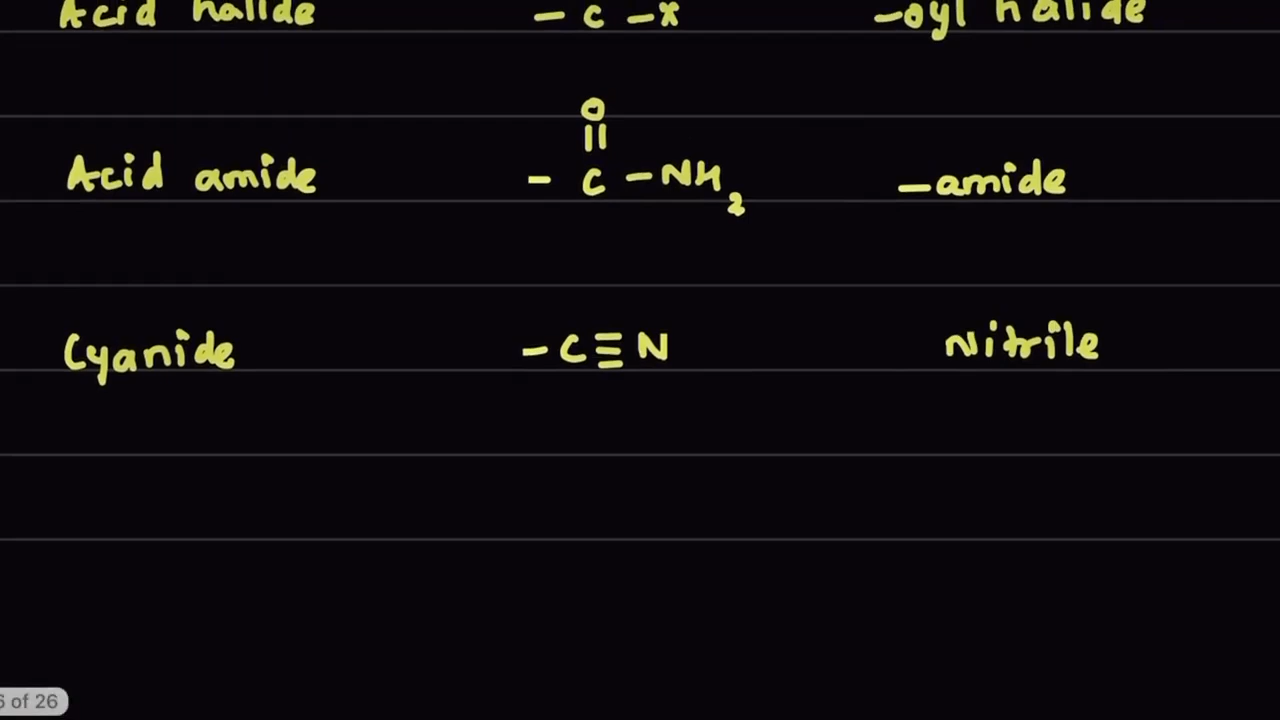 Acid halide - C -X -oyl halide
O
||
Acid amide - C - NH2 -amide
Cyanide - C ≡ N Nitrile
6 of 26